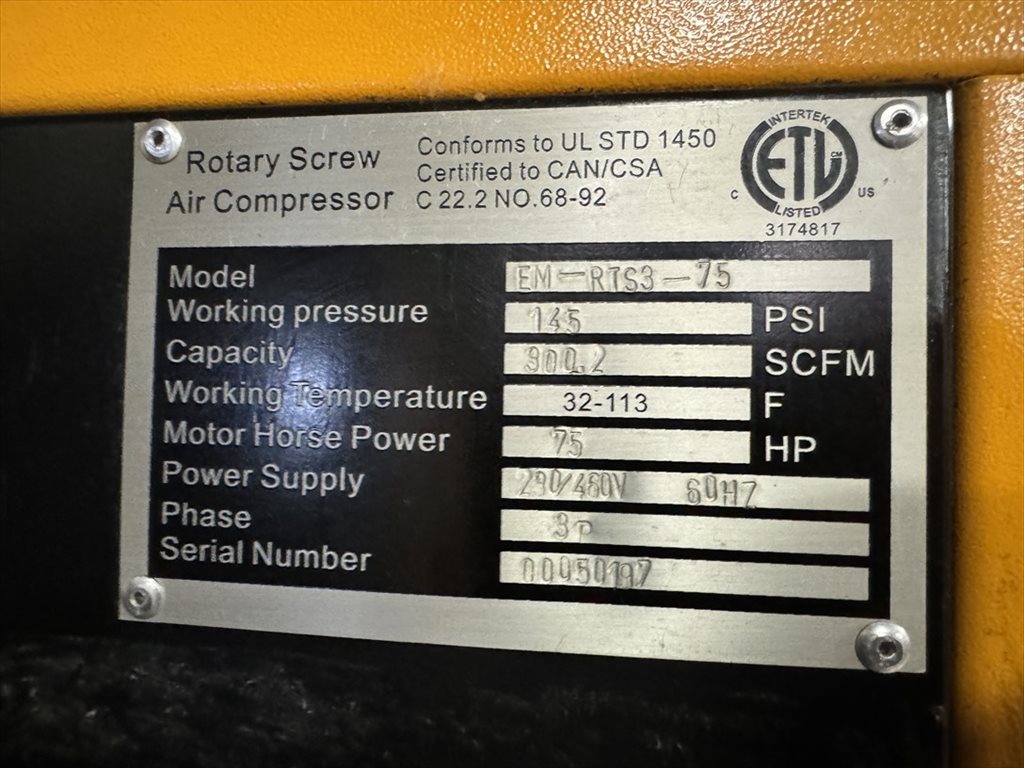 Rotary Screw
Air Compressor
Conforms to UL STD 1450
Certified to CAN/CSA
C 22.2 NO.68-92
INTERTEK
ETL CM
C US
LISTED
3174817
Model EM-RTS3-75
Working pressure 145 PSI
Capacity 300.2 SCFM
Working Temperature 32-113 F
Motor Horse Power 75 HP
Power Supply 230/460V 60HZ
Phase 3P
Serial Number